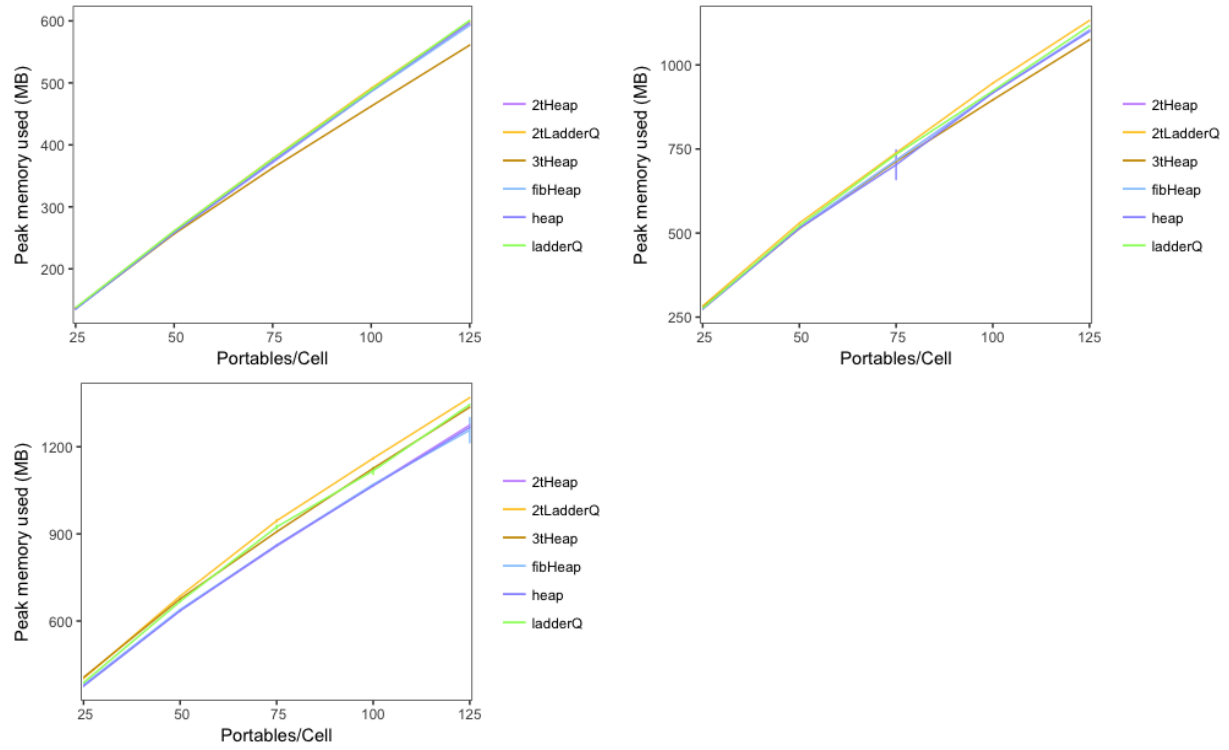 Peak memory used (MB)
600
500
400
300
200
25
50
75
100
125
Portables/Cell
2tHeap
2tLadderQ
3tHeap
fibHeap
heap
ladderQ
Peak memory used (MB)
1000
750
500
250
25
50
75
100
125
Portables/Cell
2tHeap
2tLadderQ
3tHeap
fibHeap
heap
ladderQ
Peak memory used (MB)
1200
900
600
25
50
75
100
125
Portables/Cell
2tHeap
2tLadderQ
3tHeap
fibHeap
heap
ladderQ